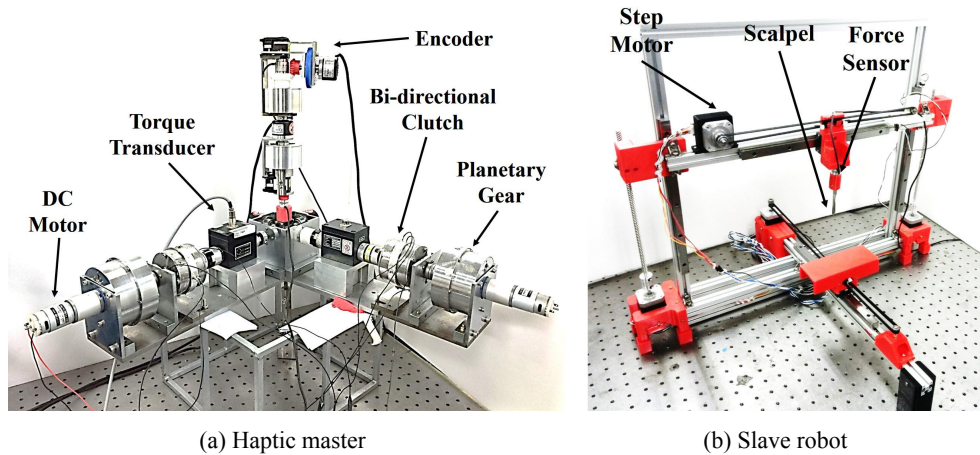 Encoder
Bi-directional
Clutch
Torque
Transducer
Planetary
Gear
DC
Motor
Step
Motor
Scalpel
Force
Sensor
(a) Haptic master
(b) Slave robot